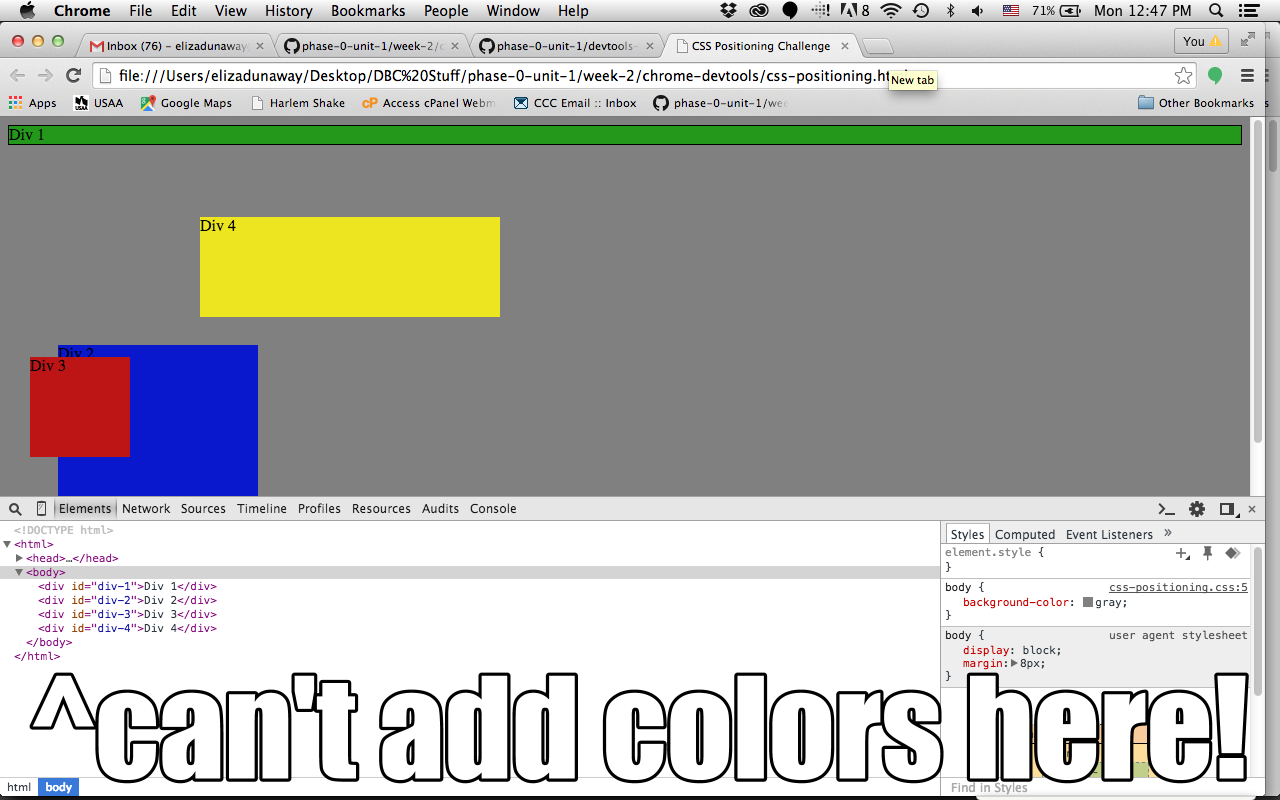 Chrome File Edit View History Bookmarks People Window Help 8 71% Mon 12:47 PM
Inbox (76) – elizadunaway phase-0-unit-1/week-2/c phase-0-unit-1/devtools- CSS Positioning Challenge You
file:///Users/elizadunaway/Desktop/DBC%20Stuff/phase-0-unit-1/week-2/chrome-devtools/css-positioning.ht
New tab
Apps USAA Google Maps Harlem Shake cP Access cPanel Webm CCC Email :: Inbox phase-0-unit-1/wee Other Bookmarks
Div 1
Div 4
Div 2
Div 3
Elements Network Sources Timeline Profiles Resources Audits Console
<!DOCTYPE html>
<html>
<head>…</head>
<body>
<div id="div-1">Div 1</div>
<div id="div-2">Div 2</div>
<div id="div-3">Div 3</div>
<div id="div-4">Div 4</div>
</body>
</html>
Styles Computed Event Listeners »
element.style {
}
body { css-positioning.css:5
background-color: gray;
}
body { user agent stylesheet
display: block;
margin: 8px;
}
^can't add colors here!
html body
Find in Styles